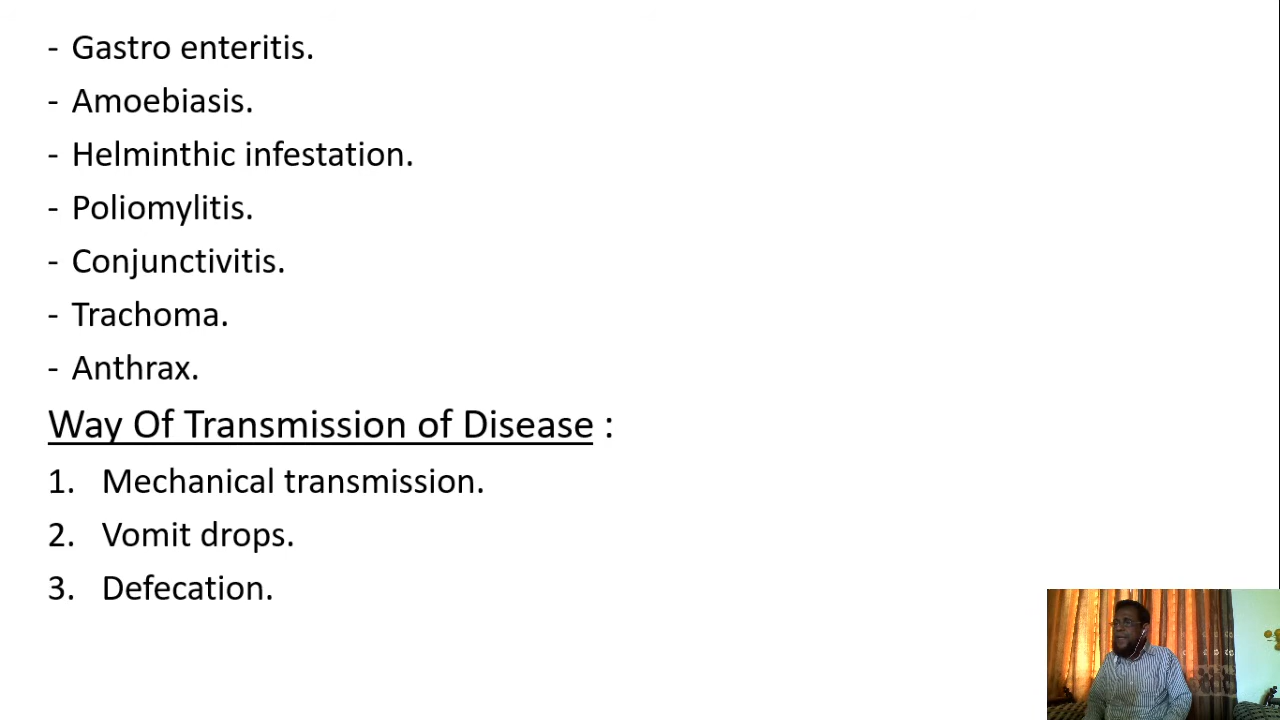 - Gastro enteritis.
- Amoebiasis.
- Helminthic infestation.
- Poliomylitis.
- Conjunctivitis.
- Trachoma.
- Anthrax.
Way Of Transmission of Disease :
1. Mechanical transmission.
2. Vomit drops.
3. Defecation.